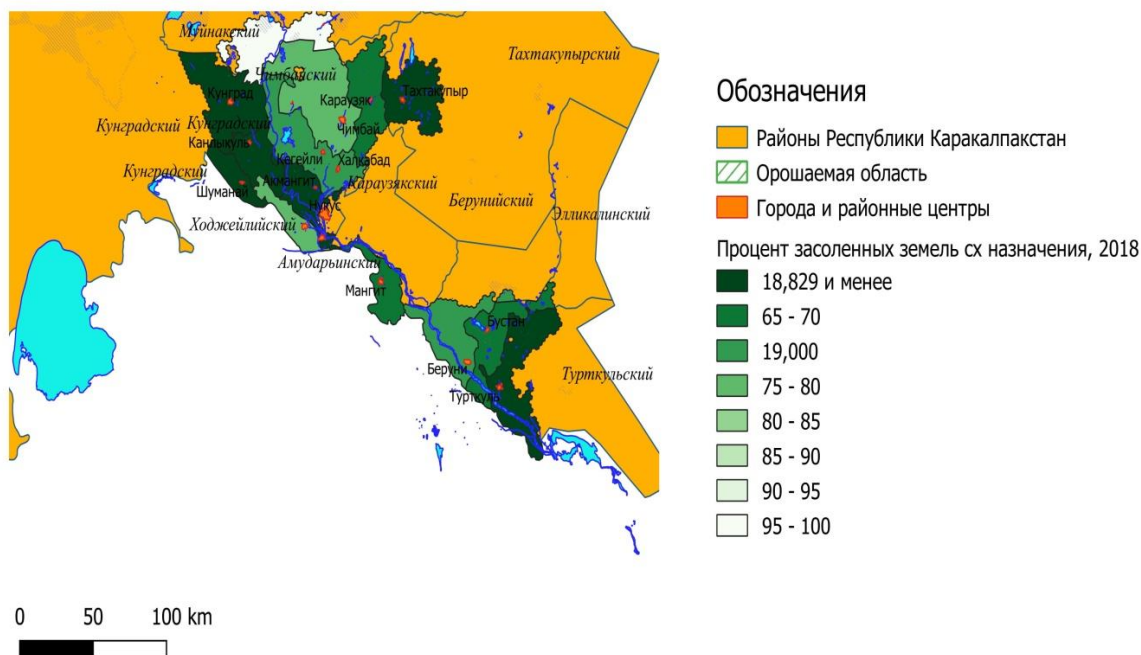 Муйнакский
Тахтакупырский
Чимбайский
Кунград
Караузяк
Тахтакупыр
Кунградский
Кунградский
Чимбай
Канлыкуль
Кегейли
Халкабад
Кунградский
Акмангит
Караузякский
Шуманай
Берунийский
Нукус
Элликалинский
Ходжейлийский
Амударьинский
Мангит
Бустан
Беруни
Турткульский
Турткуль
Обозначения
Районы Республики Каракалпакстан
Орошаемая область
Города и районные центры
Процент засоленных земель сх назначения, 2018
18,829 и менее
65 - 70
19,000
75 - 80
80 - 85
85 - 90
90 - 95
95 - 100
0 50 100 km